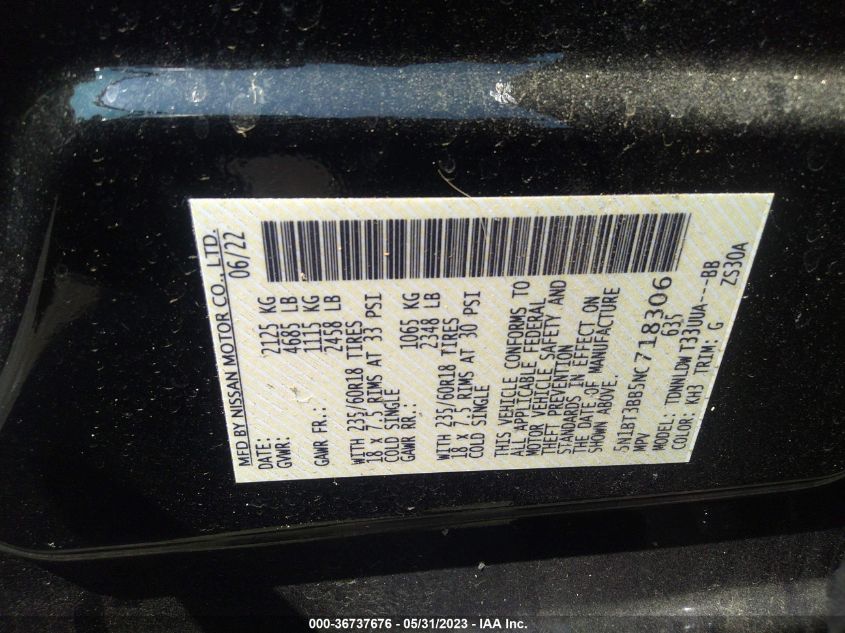 MFD BY NISSAN MOTOR CO., LTD.
DATE: 06/22
GVWR: 2125 KG
4685 LB
GAWR FR.: 1115 KG
2458 LB
WITH 235/60R18 TIRES
18 X 7.5 RIMS AT 33 PSI
COLD SINGLE
GAWR RR.: 1065 KG
2348 LB
WITH 235/60R18 TIRES
18 X 7.5 RIMS AT 30 PSI
COLD SINGLE
THIS VEHICLE CONFORMS TO
ALL APPLICABLE FEDERAL
MOTOR VEHICLE SAFETY AND
THEFT PREVENTION
STANDARDS IN EFFECT ON
THE DATE OF MANUFACTURE
SHOWN ABOVE.
5N1BT3BB5NC718306
MPV 635
MODEL: TDWNLDW T33UUA---BB
COLOR: KH3 TRIM: G ZS30A
000-36737676 - 05/31/2023 - IAA Inc.